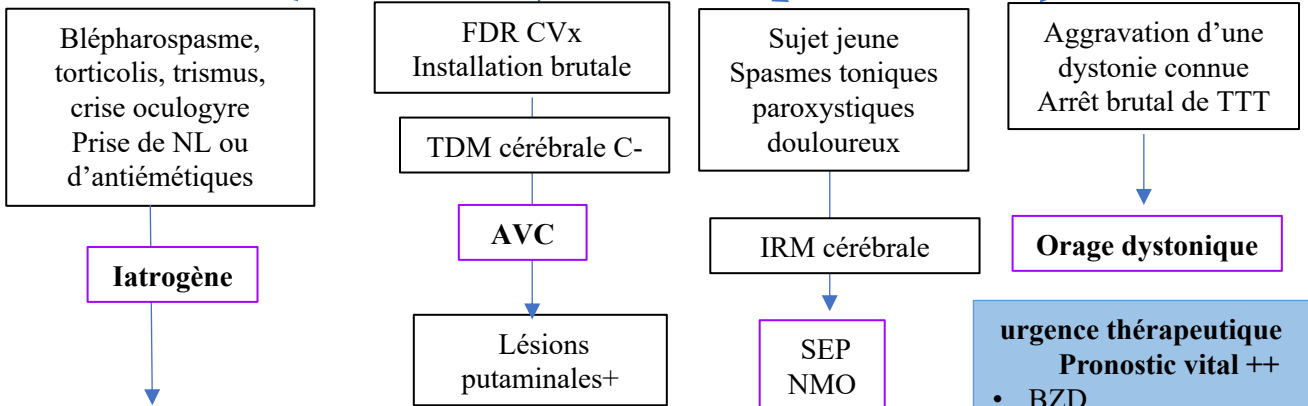 Blépharospasme,
torticolis, trismus,
crise oculogyre
Prise de NL ou
d’antiémétiques
Iatrogène
FDR CVx
Installation brutale
TDM cérébrale C-
AVC
Lésions
putaminales+
Sujet jeune
Spasmes toniques
paroxystiques
douloureux
IRM cérébrale
SEP
NMO
Aggravation d’une
dystonie connue
Arrêt brutal de TTT
Orage dystonique
urgence thérapeutique
Pronostic vital ++
• BZD